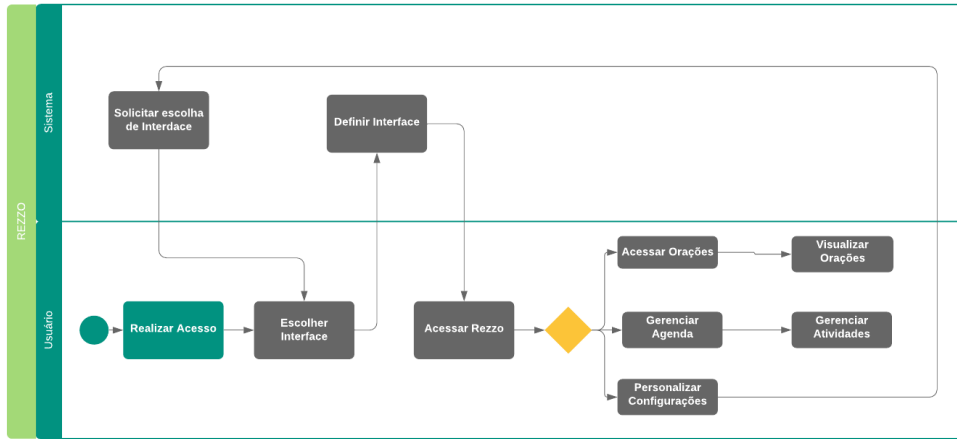 REZZO
Sistema
Solicitar escolha
de Interdace
Definir Interface
Usuário
Realizar Acesso
Escolher
Interface
Acessar Rezzo
Acessar Orações
Visualizar
Orações
Gerenciar
Agenda
Gerenciar
Atividades
Personalizar
Configurações